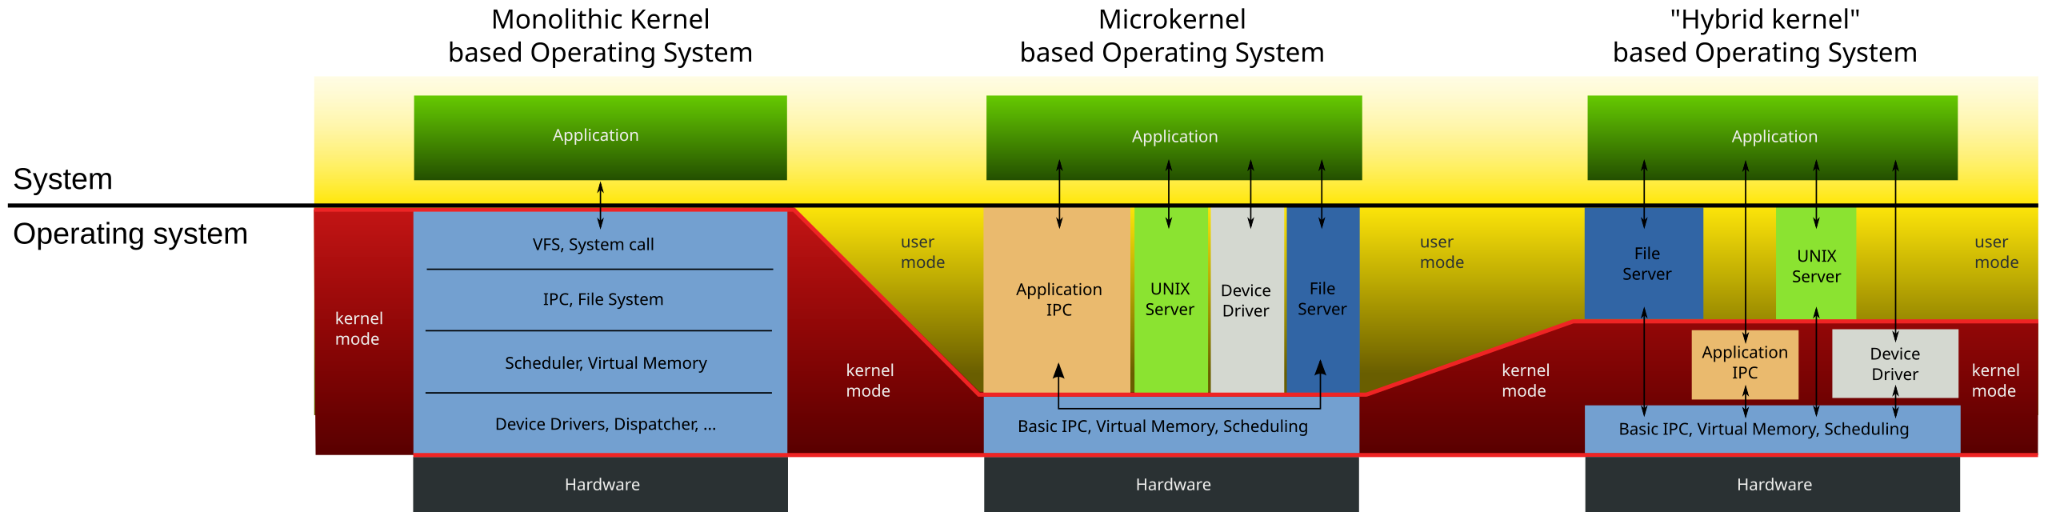 Monolithic Kernel
based Operating System
Microkernel
based Operating System
"Hybrid kernel"
based Operating System
System
Operating system
kernel
mode
Application
VFS, System call
IPC, File System
Scheduler, Virtual Memory
Device Drivers, Dispatcher, ...
Hardware
kernel
mode
user
mode
Application
Application
IPC
UNIX
Server
Device
Driver
File
Server
Basic IPC, Virtual Memory, Scheduling
Hardware
user
mode
kernel
mode
Application
File
Server
UNIX
Server
Application
IPC
Device
Driver
Basic IPC, Virtual Memory, Scheduling
Hardware
user
mode
kernel
mode